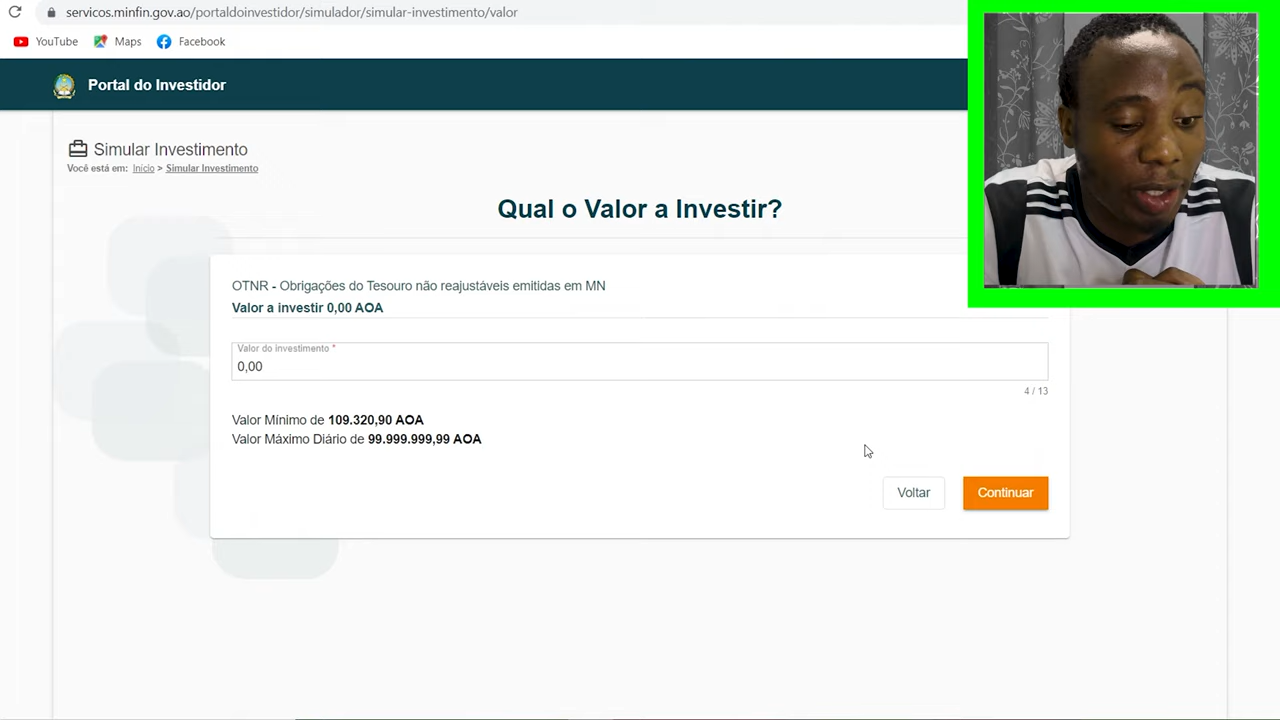 servicos.minfin.gov.ao/portaldoinvestidor/simulador/simular-investimento/valor
YouTube Maps Facebook
Portal do Investidor
Simular Investimento
Você está em: Início > Simular Investimento
Qual o Valor a Investir?
OTNR - Obrigações do Tesouro não reajustáveis emitidas em MN
Valor a investir 0,00 AOA
Valor do investimento *
0,00
4 / 13
Valor Mínimo de 109.320,90 AOA
Valor Máximo Diário de 99.999.999,99 AOA
Voltar Continuar